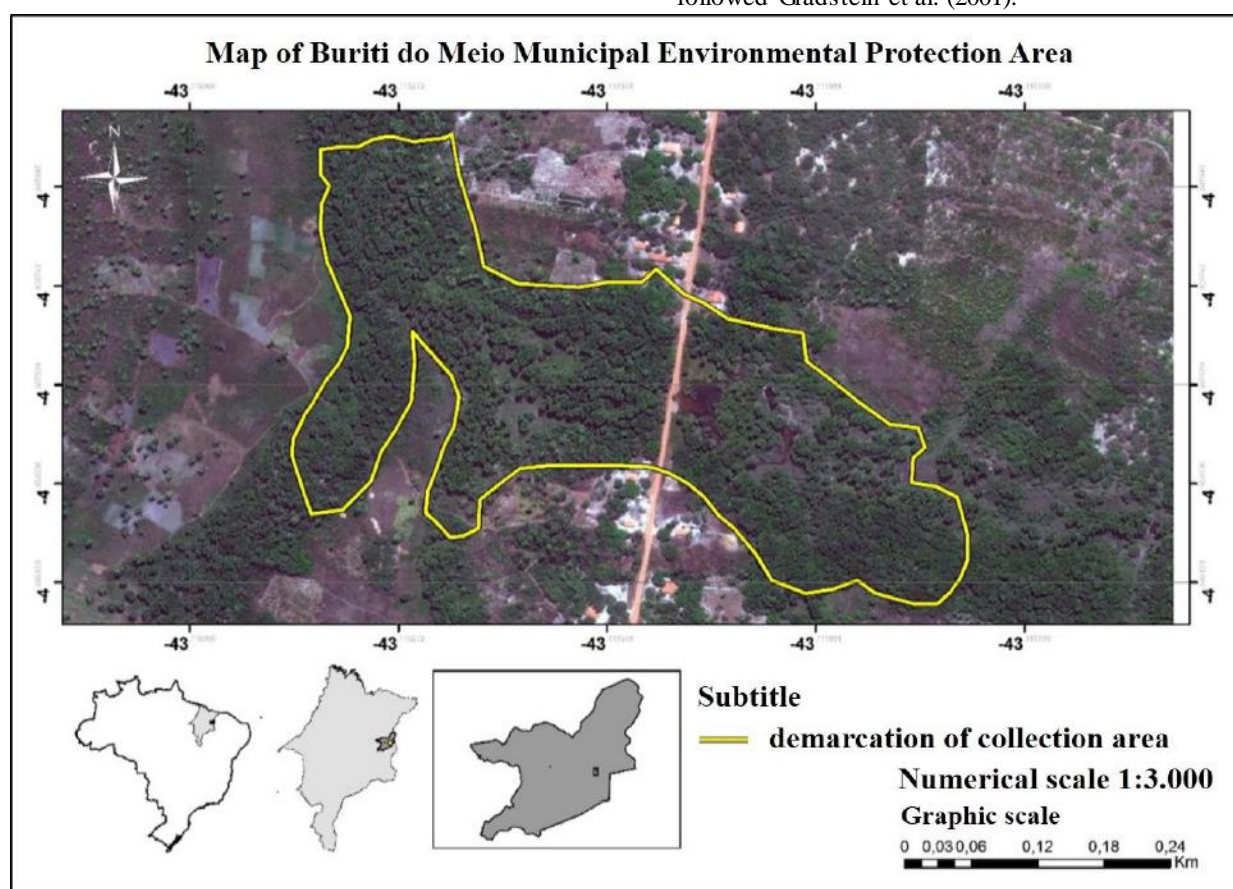 followed Gradstein et al. (2001).
Map of Buriti do Meio Municipal Environmental Protection Area
-43 -43 -43 -43 -43
N
-4 -4
-4 -4
-4 -4
-4 -4
-4 -4
-43 -43 -43 -43 -43
Subtitle
demarcation of collection area
Numerical scale 1:3.000
Graphic scale
0 0,03 0,06 0,12 0,18 0,24
Km